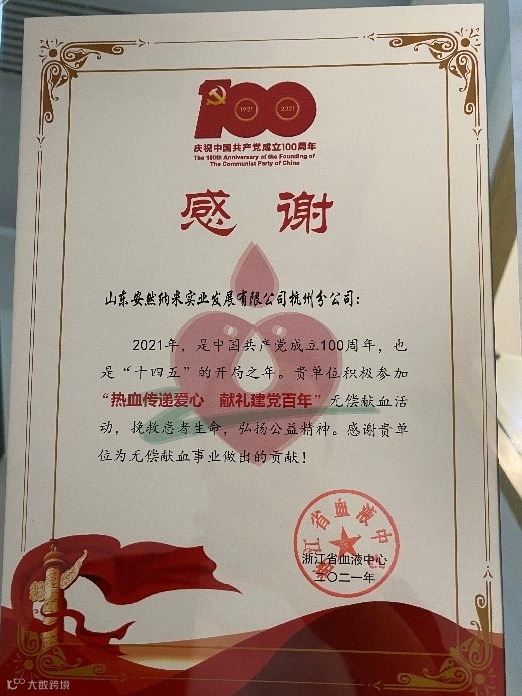 100
1921
2021
庆祝中国共产党成立100周年
The 100th Anniversary of the Founding of
The Communist Party of China
感 谢
山东安然纳米实业发展有限公司杭州分公司：
2021年，是中国共产党成立100周年，也
是“十四五”的开局之年。贵单位积极参加
“热血传递爱心 献礼建党百年”无偿献血活
动，挽救患者生命，弘扬公益精神。感谢贵单
位为无偿献血事业做出的贡献！
浙江省血液中心
浙江省血液中心
二〇二一年
大数跨境